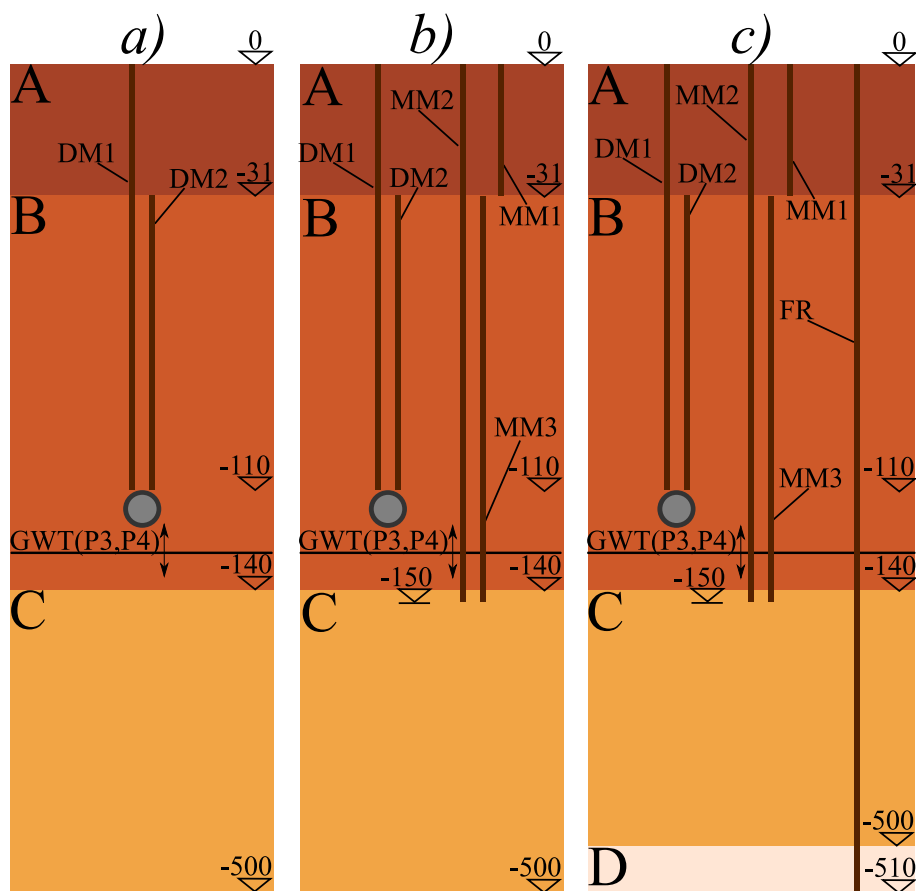 a)
0
A
DM1
DM2
-31
B
-110
GWT(P3,P4)
-140
C
-500
b)
0
A
MM2
DM1
DM2
-31
MM1
B
MM3
-110
GWT(P3,P4)
-150
-140
C
-500
c)
0
A
MM2
DM1
DM2
-31
MM1
B
FR
-110
MM3
GWT(P3,P4)
-150
-140
C
-500
D
-510